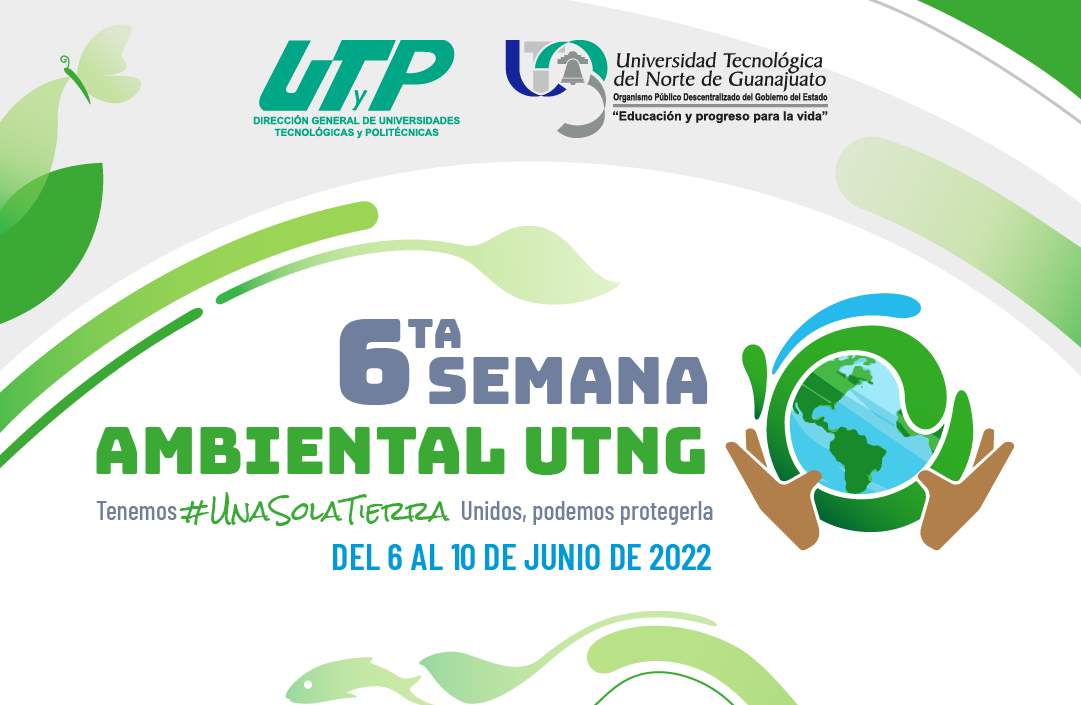 UTyP
DIRECCIÓN GENERAL DE UNIVERSIDADES
TECNOLÓGICAS y POLITÉCNICAS
UTNG
Universidad Tecnológica
del Norte de Guanajuato
Organismo Público Descentralizado del Gobierno del Estado
“Educación y progreso para la vida”
6TA SEMANA
AMBIENTAL UTNG
Tenemos #UnaSolaTierra Unidos, podemos protegerla
DEL 6 AL 10 DE JUNIO DE 2022